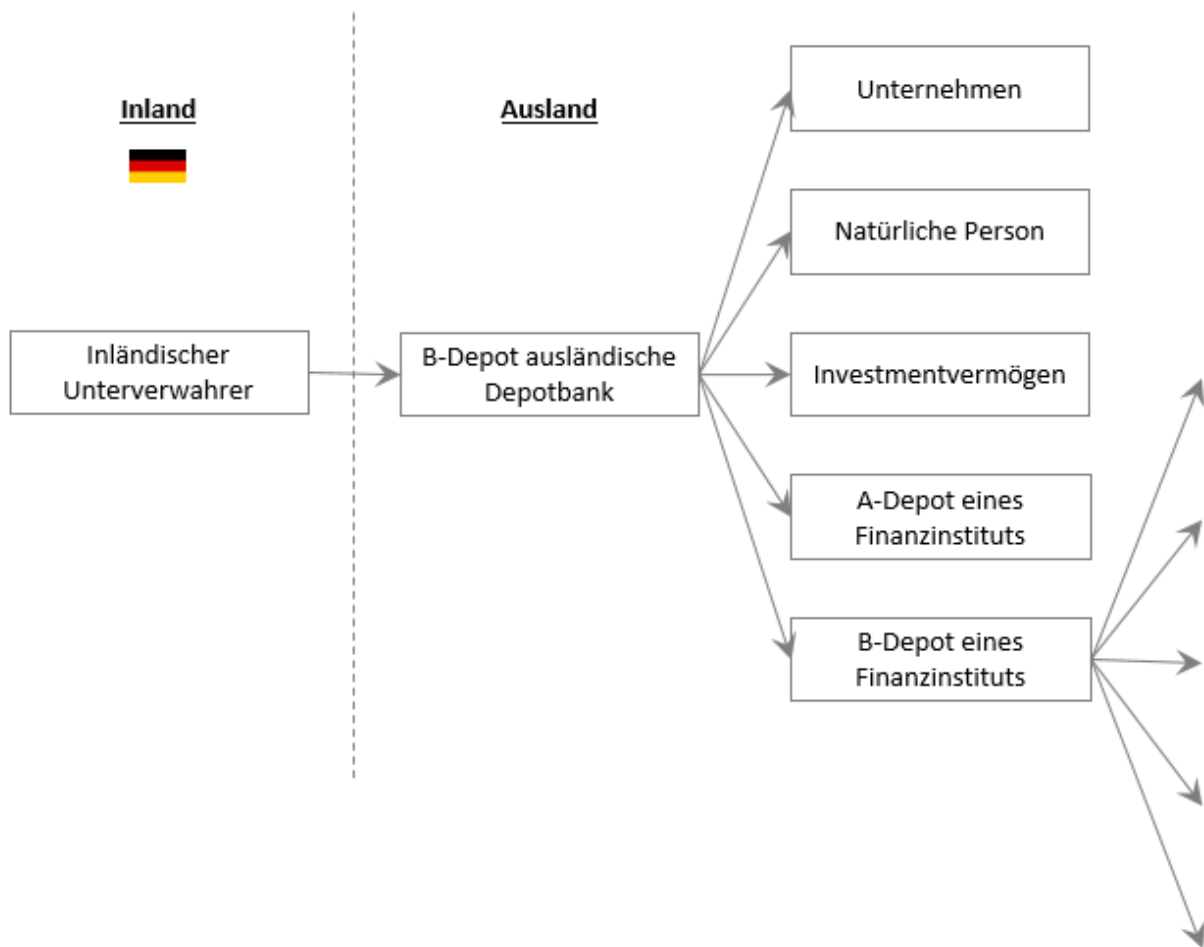 Inland
Ausland
Unternehmen
Natürliche Person
Inländischer
Unterverwahrer
B-Depot ausländische
Depotbank
Investmentvermögen
A-Depot eines
Finanzinstituts
B-Depot eines
Finanzinstituts